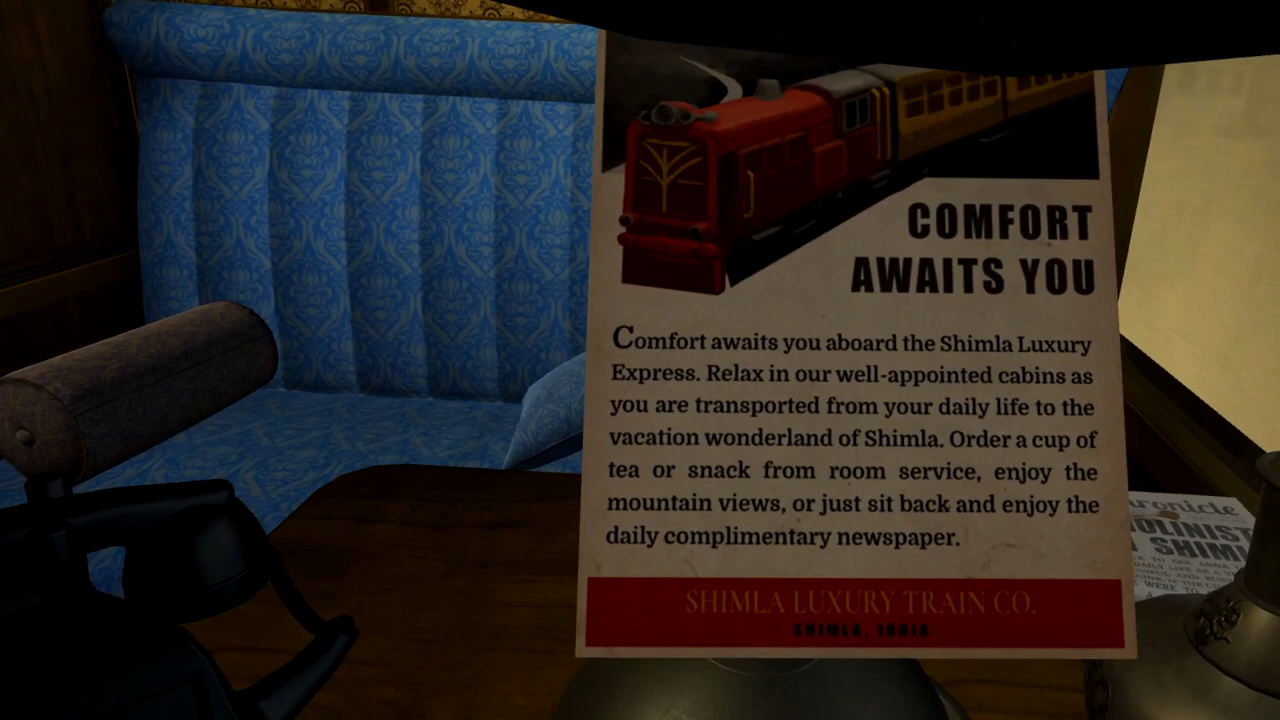 COMFORT
AWAITS YOU
Comfort awaits you aboard the Shimla Luxury
Express. Relax in our well-appointed cabins as
you are transported from your daily life to the
vacation wonderland of Shimla. Order a cup of
tea or snack from room service, enjoy the
mountain views, or just sit back and enjoy the
daily complimentary newspaper.
SHIMLA LUXURY TRAIN CO.
SHIMLA, INDIA